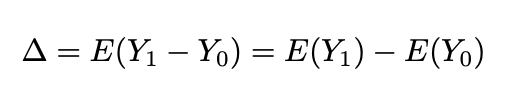 Δ = E(Y₁ − Y₀) = E(Y₁) − E(Y₀)